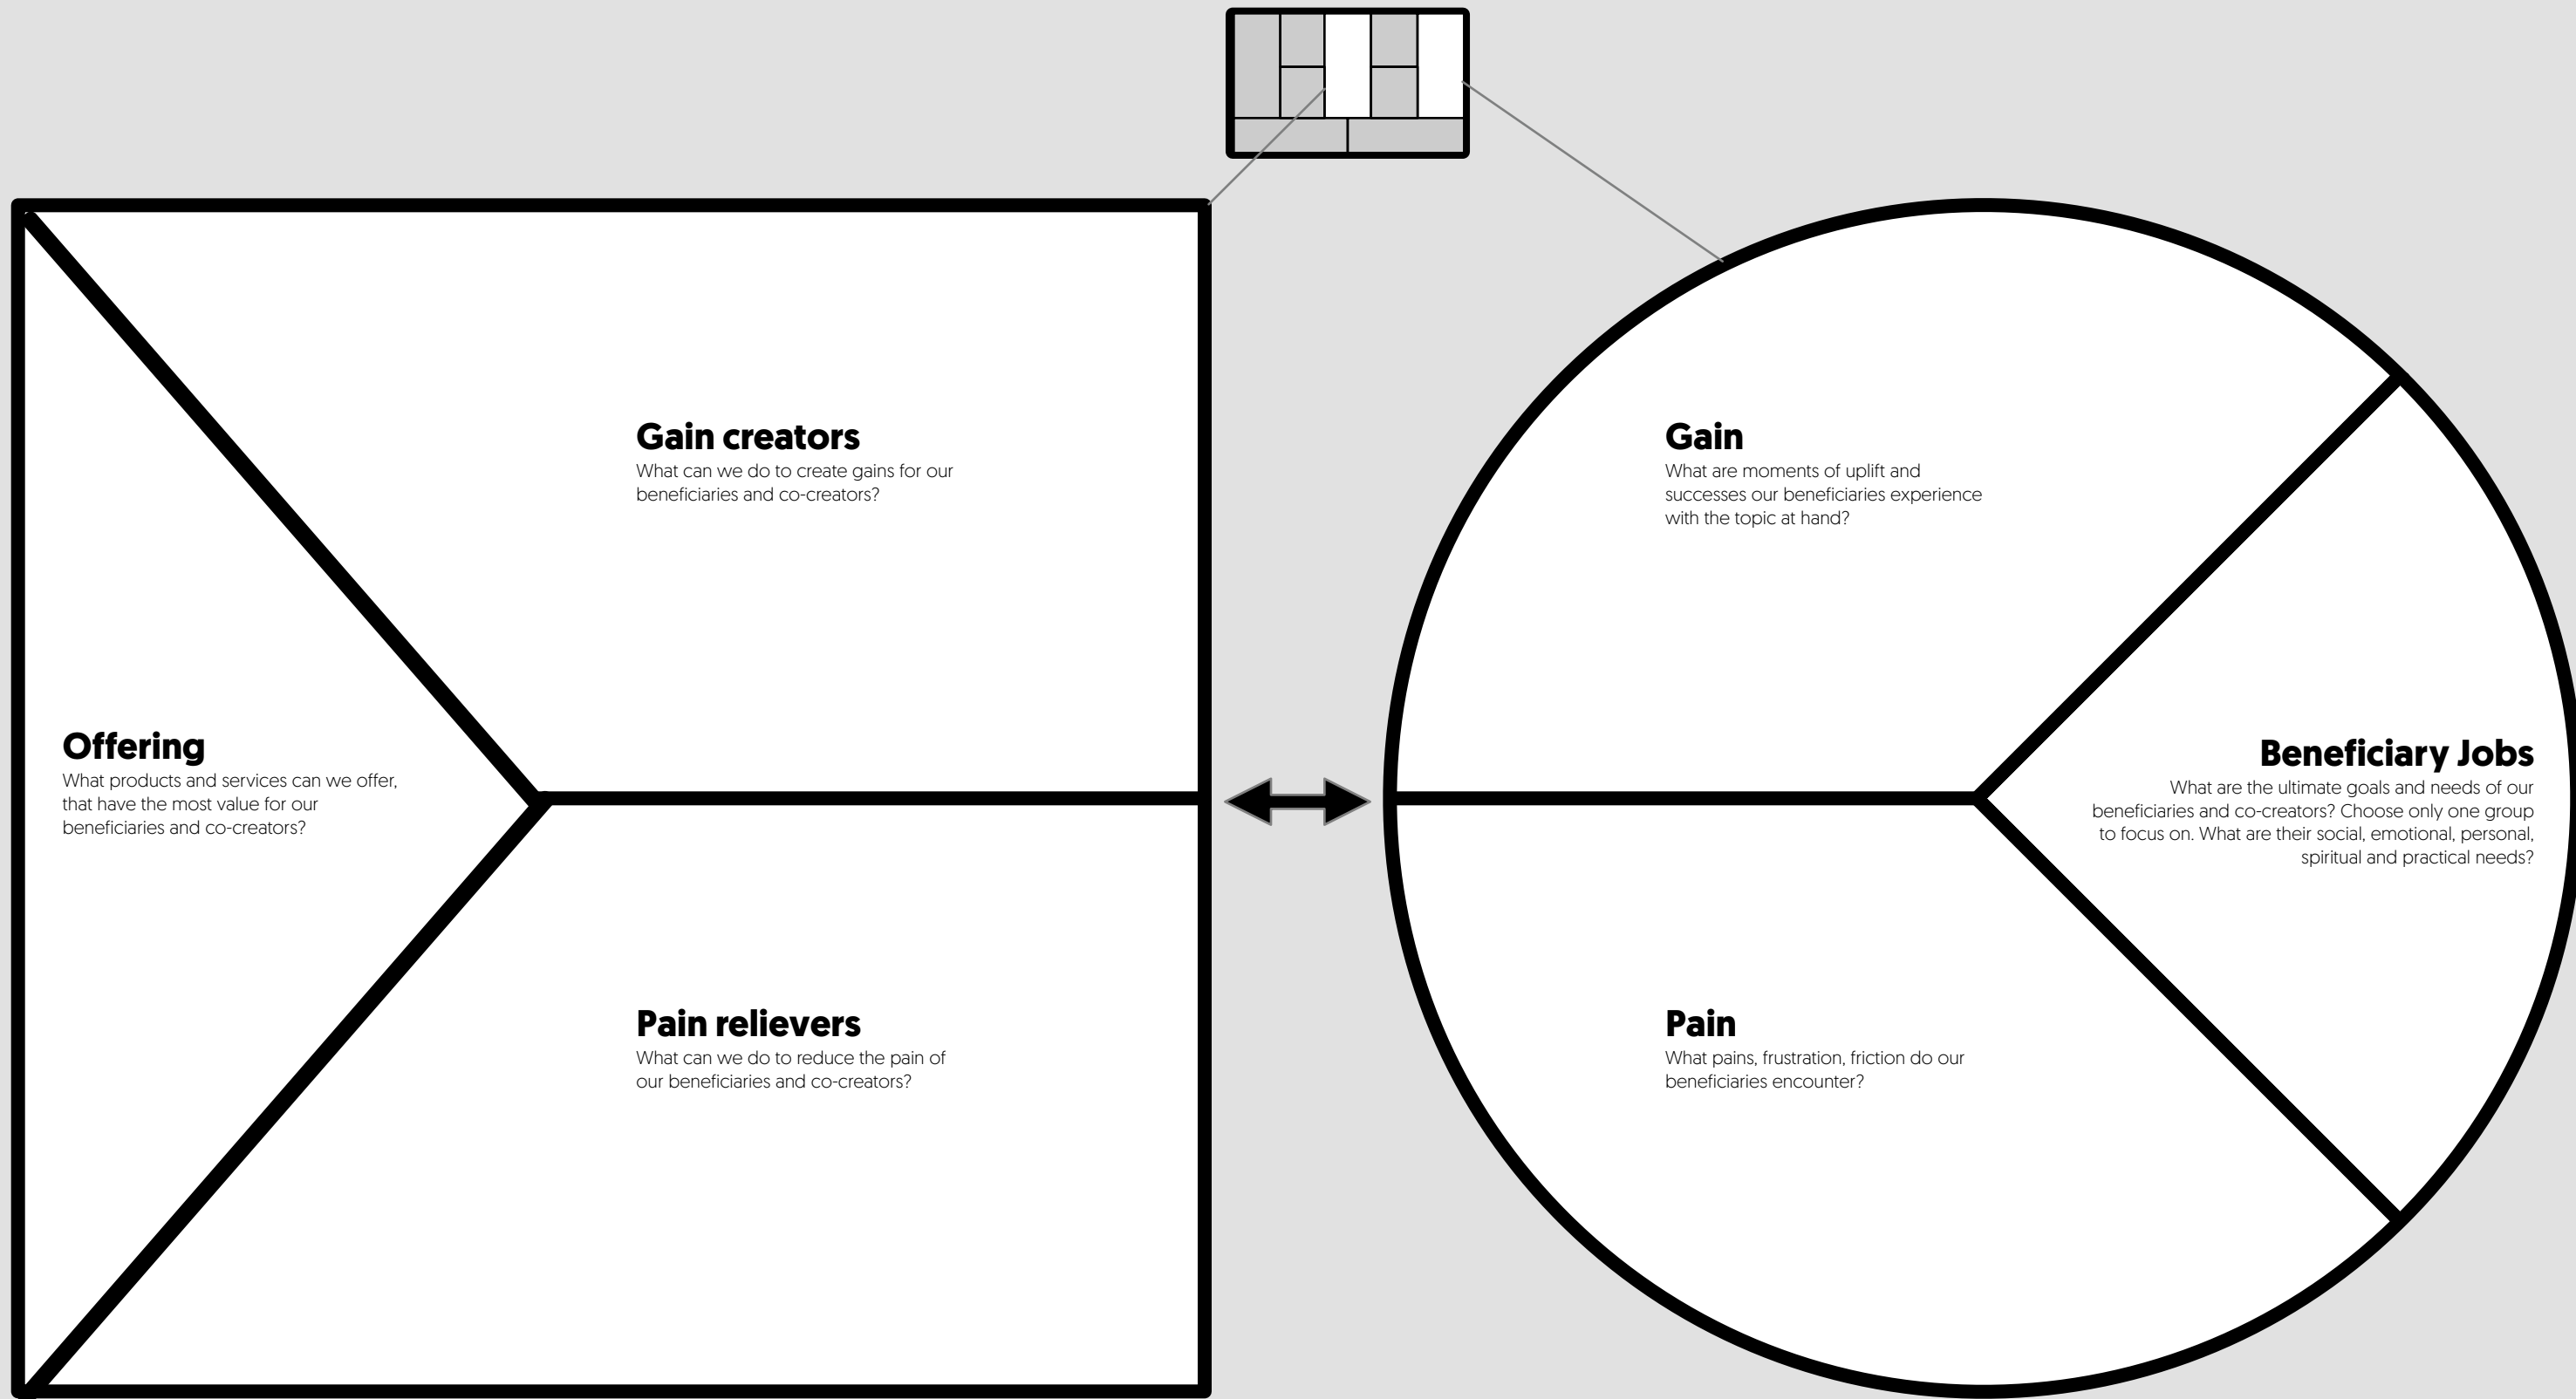 Gain creators
What can we do to create gains for our
beneficiaries and co-creators?
Offering
What products and services can we offer,
that have the most value for our
beneficiaries and co-creators?
Pain relievers
What can we do to reduce the pain of
our beneficiaries and co-creators?
Gain
What are moments of uplift and
successes our beneficiaries experience
with the topic at hand?
Beneficiary Jobs
What are the ultimate goals and needs of our
beneficiaries and co-creators? Choose only one group
to focus on. What are their social, emotional, personal,
spiritual and practical needs?
Pain
What pains, frustration, friction do our
beneficiaries encounter?